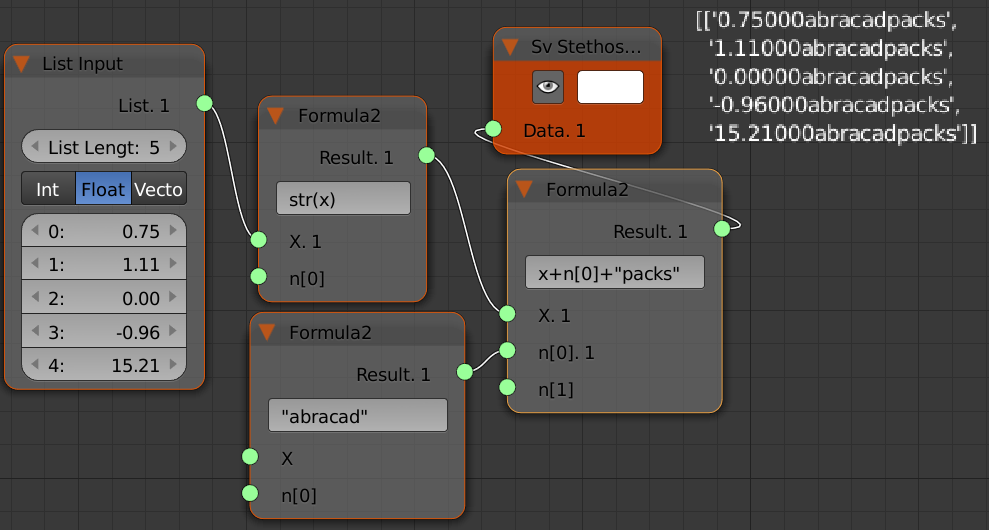 List Input
List. 1
List Lengt: 5
Int Float Vecto
0: 0.75
1: 1.11
2: 0.00
3: -0.96
4: 15.21
Formula2
Result. 1
str(x)
X. 1
n[0]
Formula2
Result. 1
"abracad"
X
n[0]
Sv Stethos...
Data. 1
Formula2
Result. 1
x+n[0]+"packs"
X. 1
n[0]. 1
n[1]
[['0.75000abracadpacks',
'1.11000abracadpacks',
'0.00000abracadpacks',
'-0.96000abracadpacks',
'15.21000abracadpacks']]